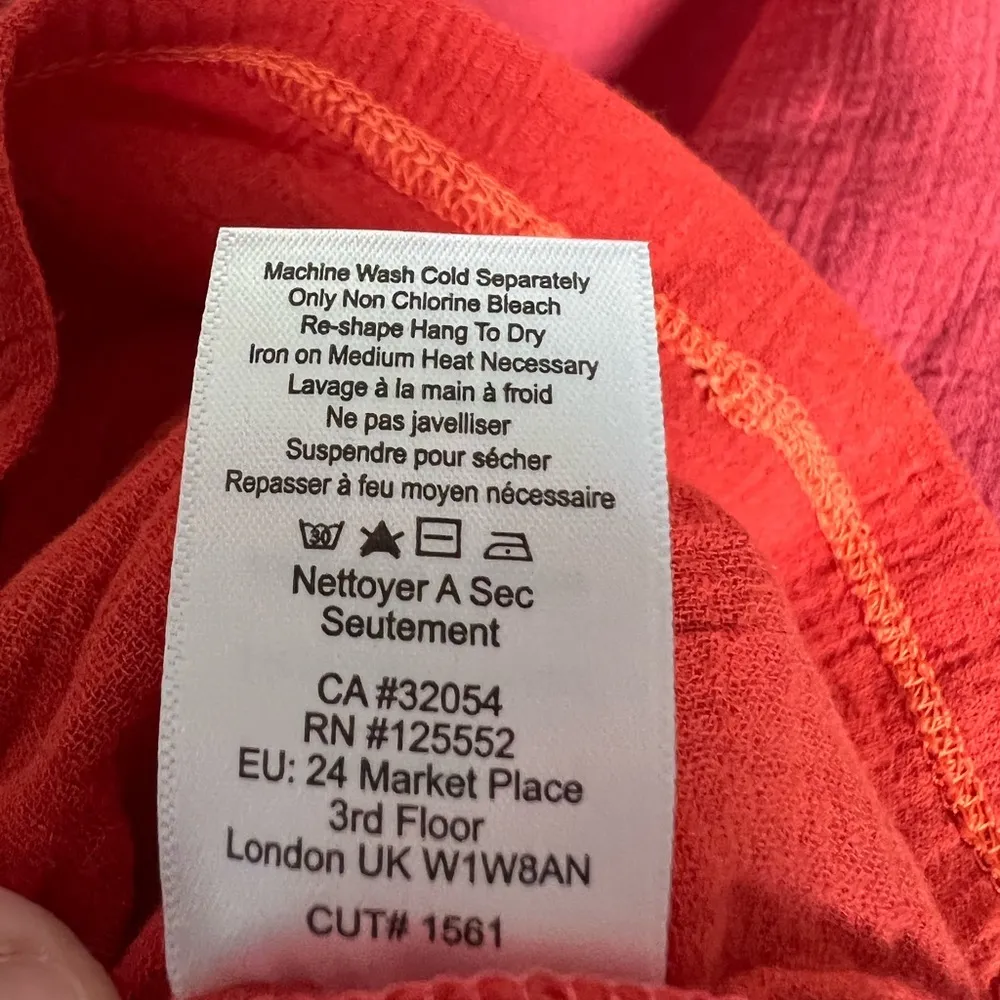 Machine Wash Cold Separately
Only Non Chlorine Bleach
Re-shape Hang To Dry
Iron on Medium Heat Necessary
Lavage à la main à froid
Ne pas javelliser
Suspendre pour sécher
Repasser à feu moyen nécessaire
30
Nettoyer A Sec
Seutement
CA #32054
RN #125552
EU: 24 Market Place
3rd Floor
London UK W1W8AN
CUT# 1561